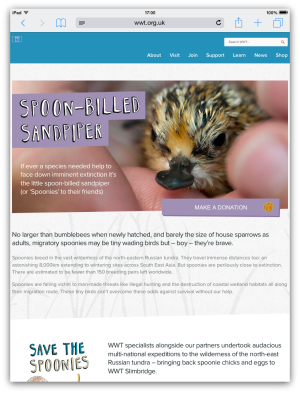 iPad
17:05
100%
wwt.org.uk
Search WWT
About Visit Join Support Learn News Shop
SPOON-BILLED
SANDPIPER
If ever a species needed help to
face down imminent extinction it's
the little spoon-billed sandpiper
(or 'Spoonies' to their friends)
MAKE A DONATION
No larger than bumblebees when newly hatched, and barely the size of house sparrows as
adults, migratory spoonies may be tiny wading birds but – boy – they're brave.
Spoonies breed in the vast wilderness of the north-eastern Russian tundra. They travel immense distances too: an
astonishing 8,000km extending to wintering sites across South East Asia. But spoonies are perilously close to extinction.
There are estimated to be fewer than 150 breeding pairs left worldwide.
Spoonies are falling victim to manmade threats like illegal hunting and the destruction of coastal wetland habitats all along
their migration route. These tiny birds can't overcome these odds against survival without our help.
SAVE THE
SPOONIES
WWT specialists alongside our partners undertook audacious
multi-national expeditions to the wilderness of the north-east
Russian tundra – bringing back spoonie chicks and eggs to
WWT Slimbridge.